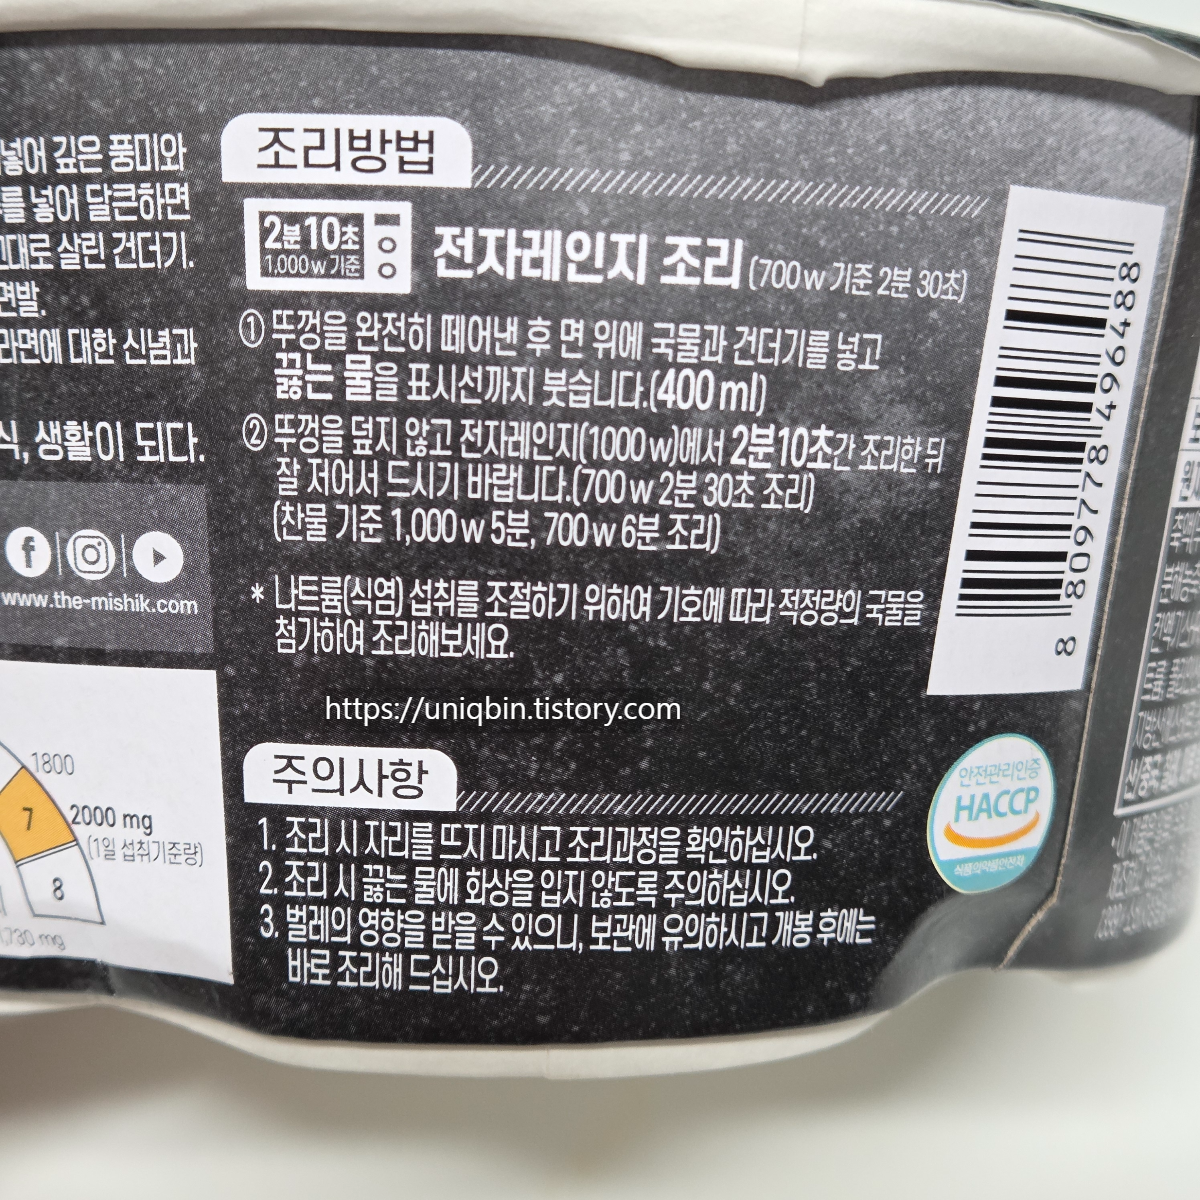 넣어 깊은 풍미와
를 넣어 달큰하면
그대로 살린 건더기.
면발.
라면에 대한 신념과
식, 생활이 되다.
www.the-mishik.com
1800
7
2000 mg
(1일 섭취기준량)
8
730 mg
조리방법
2분10초
1,000w 기준
전자레인지 조리 (700w 기준 2분 30초)
① 뚜껑을 완전히 떼어낸 후 면 위에 국물과 건더기를 넣고
끓는 물을 표시선까지 붓습니다.(400ml)
② 뚜껑을 덮지 않고 전자레인지(1000w)에서 2분10초간 조리한 뒤
잘 저어서 드시기 바랍니다.(700w 2분 30초 조리)
(찬물 기준 1,000w 5분, 700w 6분 조리)
* 나트륨(식염) 섭취를 조절하기 위하여 기호에 따라 적정량의 국물을
첨가하여 조리해보세요.
https://uniqbin.tistory.com
주의사항
1. 조리 시 자리를 뜨지 마시고 조리과정을 확인하십시오.
2. 조리 시 끓는 물에 화상을 입지 않도록 주의하십시오.
3. 벌레의 영향을 받을 수 있으니, 보관에 유의하시고 개봉 후에는
바로 조리해 드십시오.
8 809778 496488
안전관리인증
HACCP
식품의약품안전처